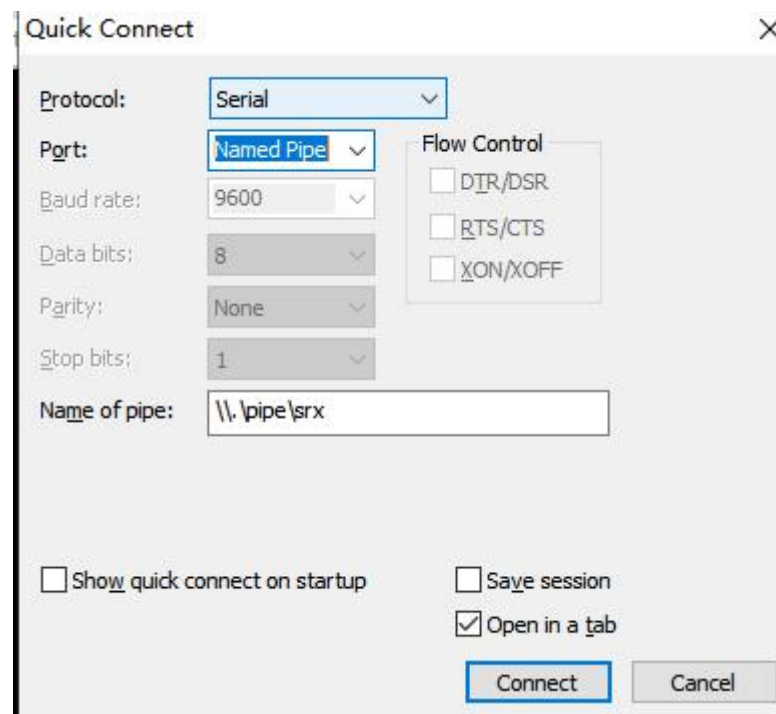 Quick Connect
Protocol: Serial
Port: Named Pipe
Flow Control
Baud rate: 9600
DTR/DSR
Data bits: 8
RTS/CTS
XON/XOFF
Parity: None
Stop bits: 1
Name of pipe: \\.\pipe\srx
Show quick connect on startup
Save session
Open in a tab
Connect
Cancel